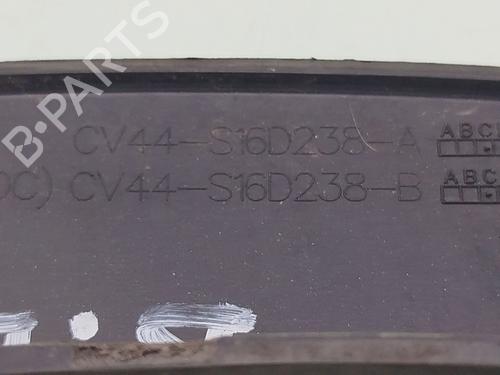 CV44-S16D238-A ABC
CV44-S16D238-B ABC
B-PARTS